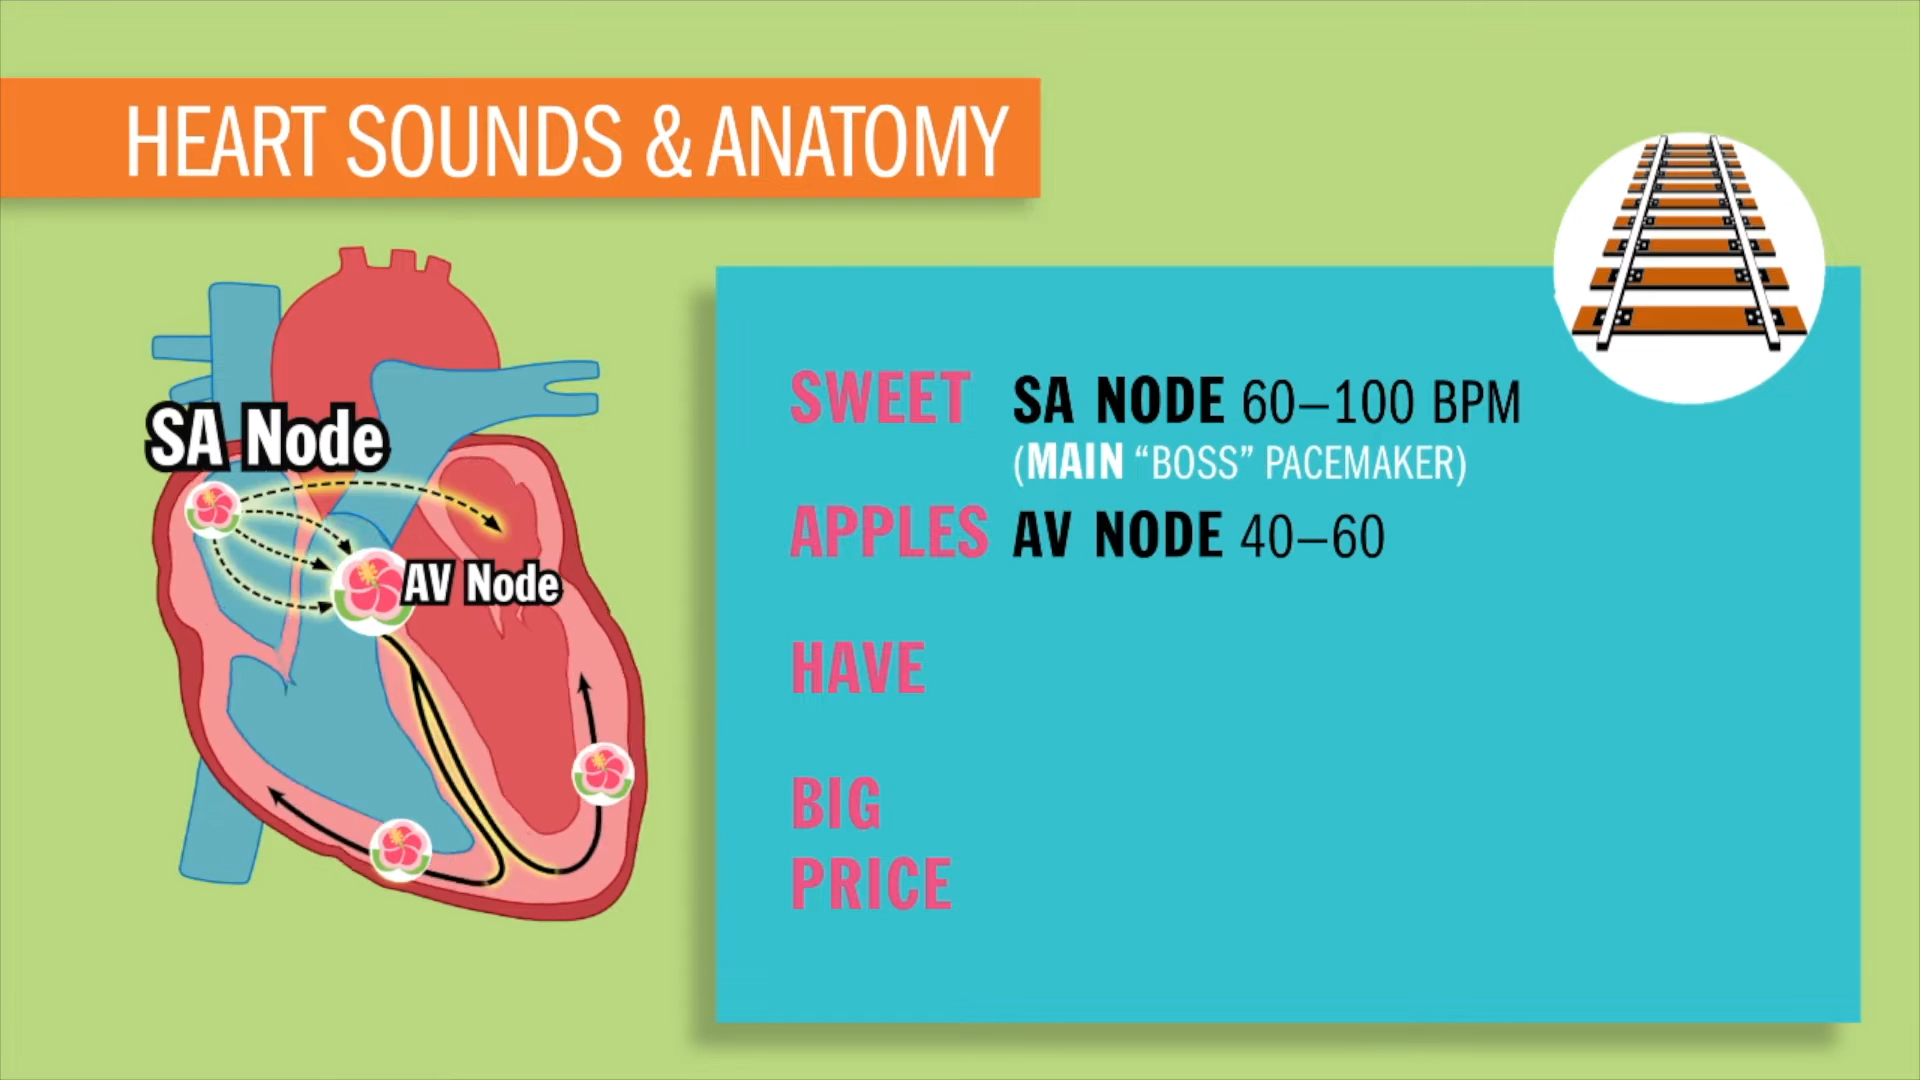 HEART SOUNDS & ANATOMY
SA Node
AV Node
SWEET SA NODE 60–100 BPM
(MAIN “BOSS” PACEMAKER)
APPLES AV NODE 40–60
HAVE
BIG
PRICE